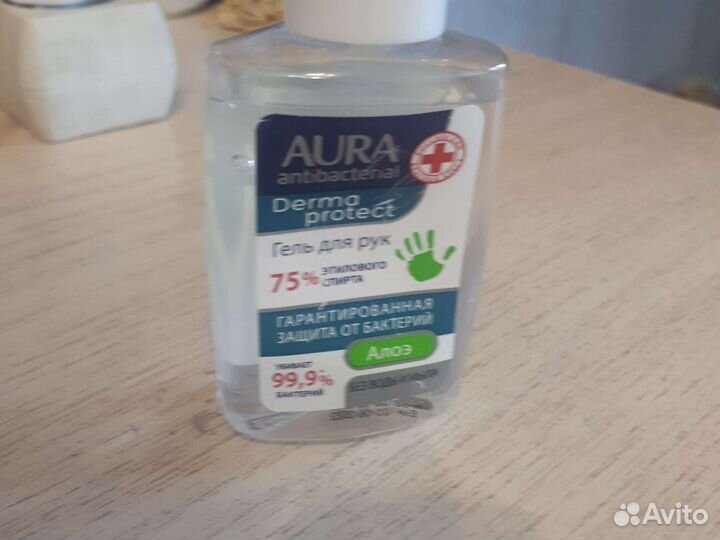 AURA
antibacterial
Derma
protect
Гель для рук
75% этилового
спирта
ГАРАНТИРОВАННАЯ
ЗАЩИТА ОТ БАКТЕРИЙ
Алоэ
УБИВАЕТ
99,9%
БАКТЕРИЙ
БЕЗ ВОДЫ И МЫЛА
Avito